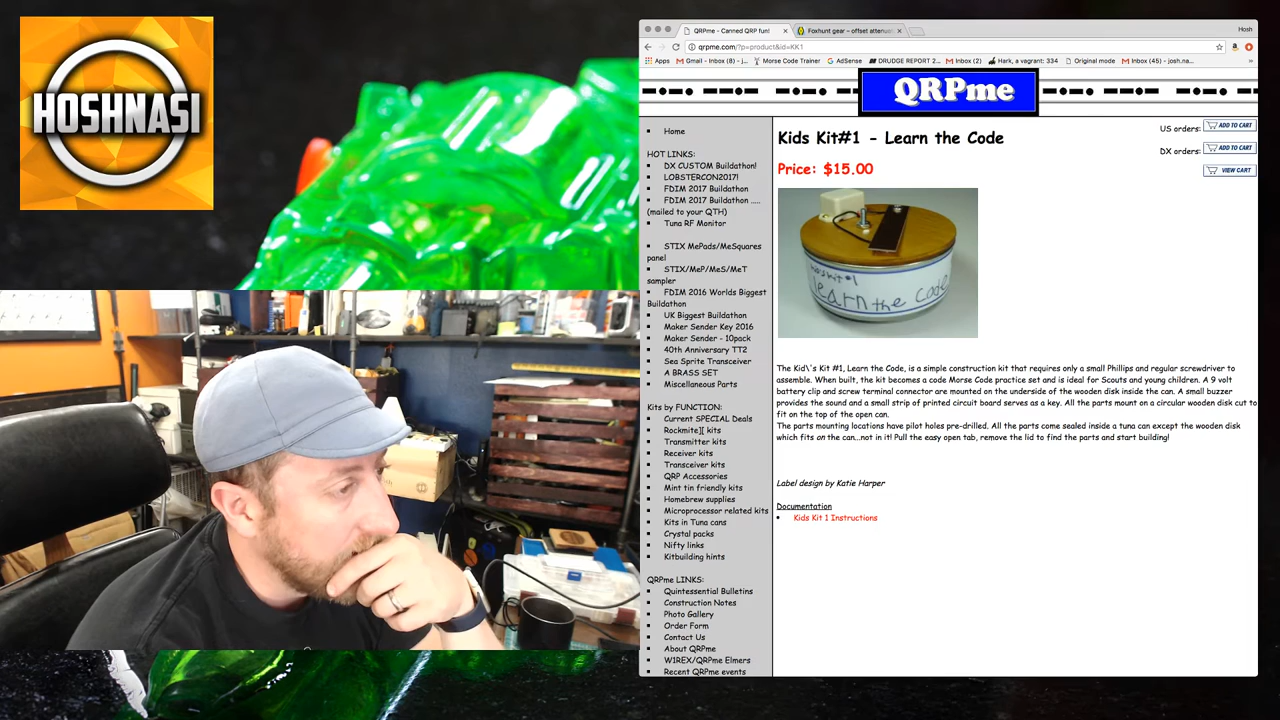 HOSHNASI
QRPme - Canned QRP fun!
Foxhunt gear – offset attenuat
Hosh
qrpme.com/?p=product&id=KK1
Apps
Gmail - Inbox (8) - j...
Morse Code Trainer
Google
AdSense
DRUDGE REPORT 2...
Inbox (2)
Hark, a vagrant: 334
Original mode
Inbox (45) - josh.na...
»
QRPme
Home
HOT LINKS:
DX CUSTOM Buildathon!
LOBSTERCON2017!
FDIM 2017 Buildathon
FDIM 2017 Buildathon .....
(mailed to your QTH)
Tuna RF Monitor
STIX MePads/MeSquares
panel
STIX/MeP/MeS/MeT
sampler
FDIM 2016 Worlds Biggest
Buildathon
UK Biggest Buildathon
Maker Sender Key 2016
Maker Sender - 10pack
40th Anniversary TT2
Sea Sprite Transceiver
A BRASS SET
Miscellaneous Parts
Kits by FUNCTION:
Current SPECIAL Deals
Rockmite][ kits
Transmitter kits
Receiver kits
Transceiver kits
QRP Accessories
Mint tin friendly kits
Homebrew supplies
Microprocessor related kits
Kits in Tuna cans
Crystal packs
Nifty links
Kitbuilding hints
QRPme LINKS:
Quintessential Bulletins
Construction Notes
Photo Gallery
Order Form
Contact Us
About QRPme
W1REX/QRPme Elmers
Recent QRPme events
Kids Kit#1 - Learn the Code
US orders: ADD TO CART
DX orders: ADD TO CART
VIEW CART
Price: $15.00
Kids Kit #1
Learn the Code
The Kid\'s Kit #1, Learn the Code, is a simple construction kit that requires only a small Phillips and regular screwdriver to
assemble. When built, the kit becomes a code Morse Code practice set and is ideal for Scouts and young children. A 9 volt
battery clip and screw terminal connector are mounted on the underside of the wooden disk inside the can. A small buzzer
provides the sound and a small strip of printed circuit board serves as a key. All the parts mount on a circular wooden disk cut to
fit on the top of the open can.
The parts mounting locations have pilot holes pre-drilled. All the parts come sealed inside a tuna can except the wooden disk
which fits on the can...not in it! Pull the easy open tab, remove the lid to find the parts and start building!
Label design by Katie Harper
Documentation
Kids Kit 1 Instructions